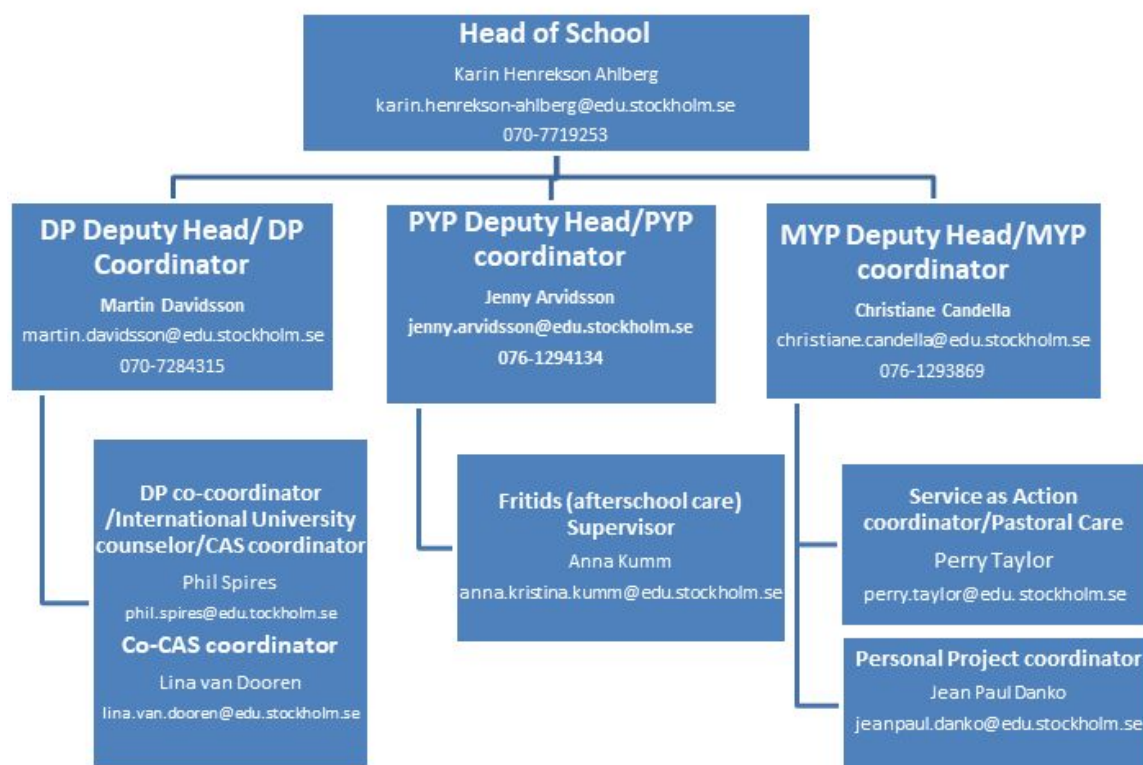 Head of School
Karin Henrekson Ahlberg
karin.henrekson-ahlberg@edu.stockholm.se
070-7719253
DP Deputy Head/ DP
Coordinator
Martin Davidsson
martin.davidsson@edu.stockholm.se
070-7284315
PYP Deputy Head/PYP
coordinator
Jenny Arvidsson
jenny.arvidsson@edu.stockholm.se
076-1294134
MYP Deputy Head/MYP
coordinator
Christiane Candella
christiane.candella@edu.stockholm.se
076-1293869
DP co-coordinator
/International University
counselor/CAS coordinator
Phil Spires
phil.spires@edu.tockholm.se
Co-CAS coordinator
Lina van Dooren
lina.van.dooren@edu.stockholm.se
Fritids (afterschool care)
Supervisor
Anna Kumm
anna.kristina.kumm@edu.stockholm.se
Service as Action
coordinator/Pastoral Care
Perry Taylor
perry.taylor@edu. stockholm.se
Personal Project coordinator
Jean Paul Danko
jeanpaul.danko@edu.stockholm.se